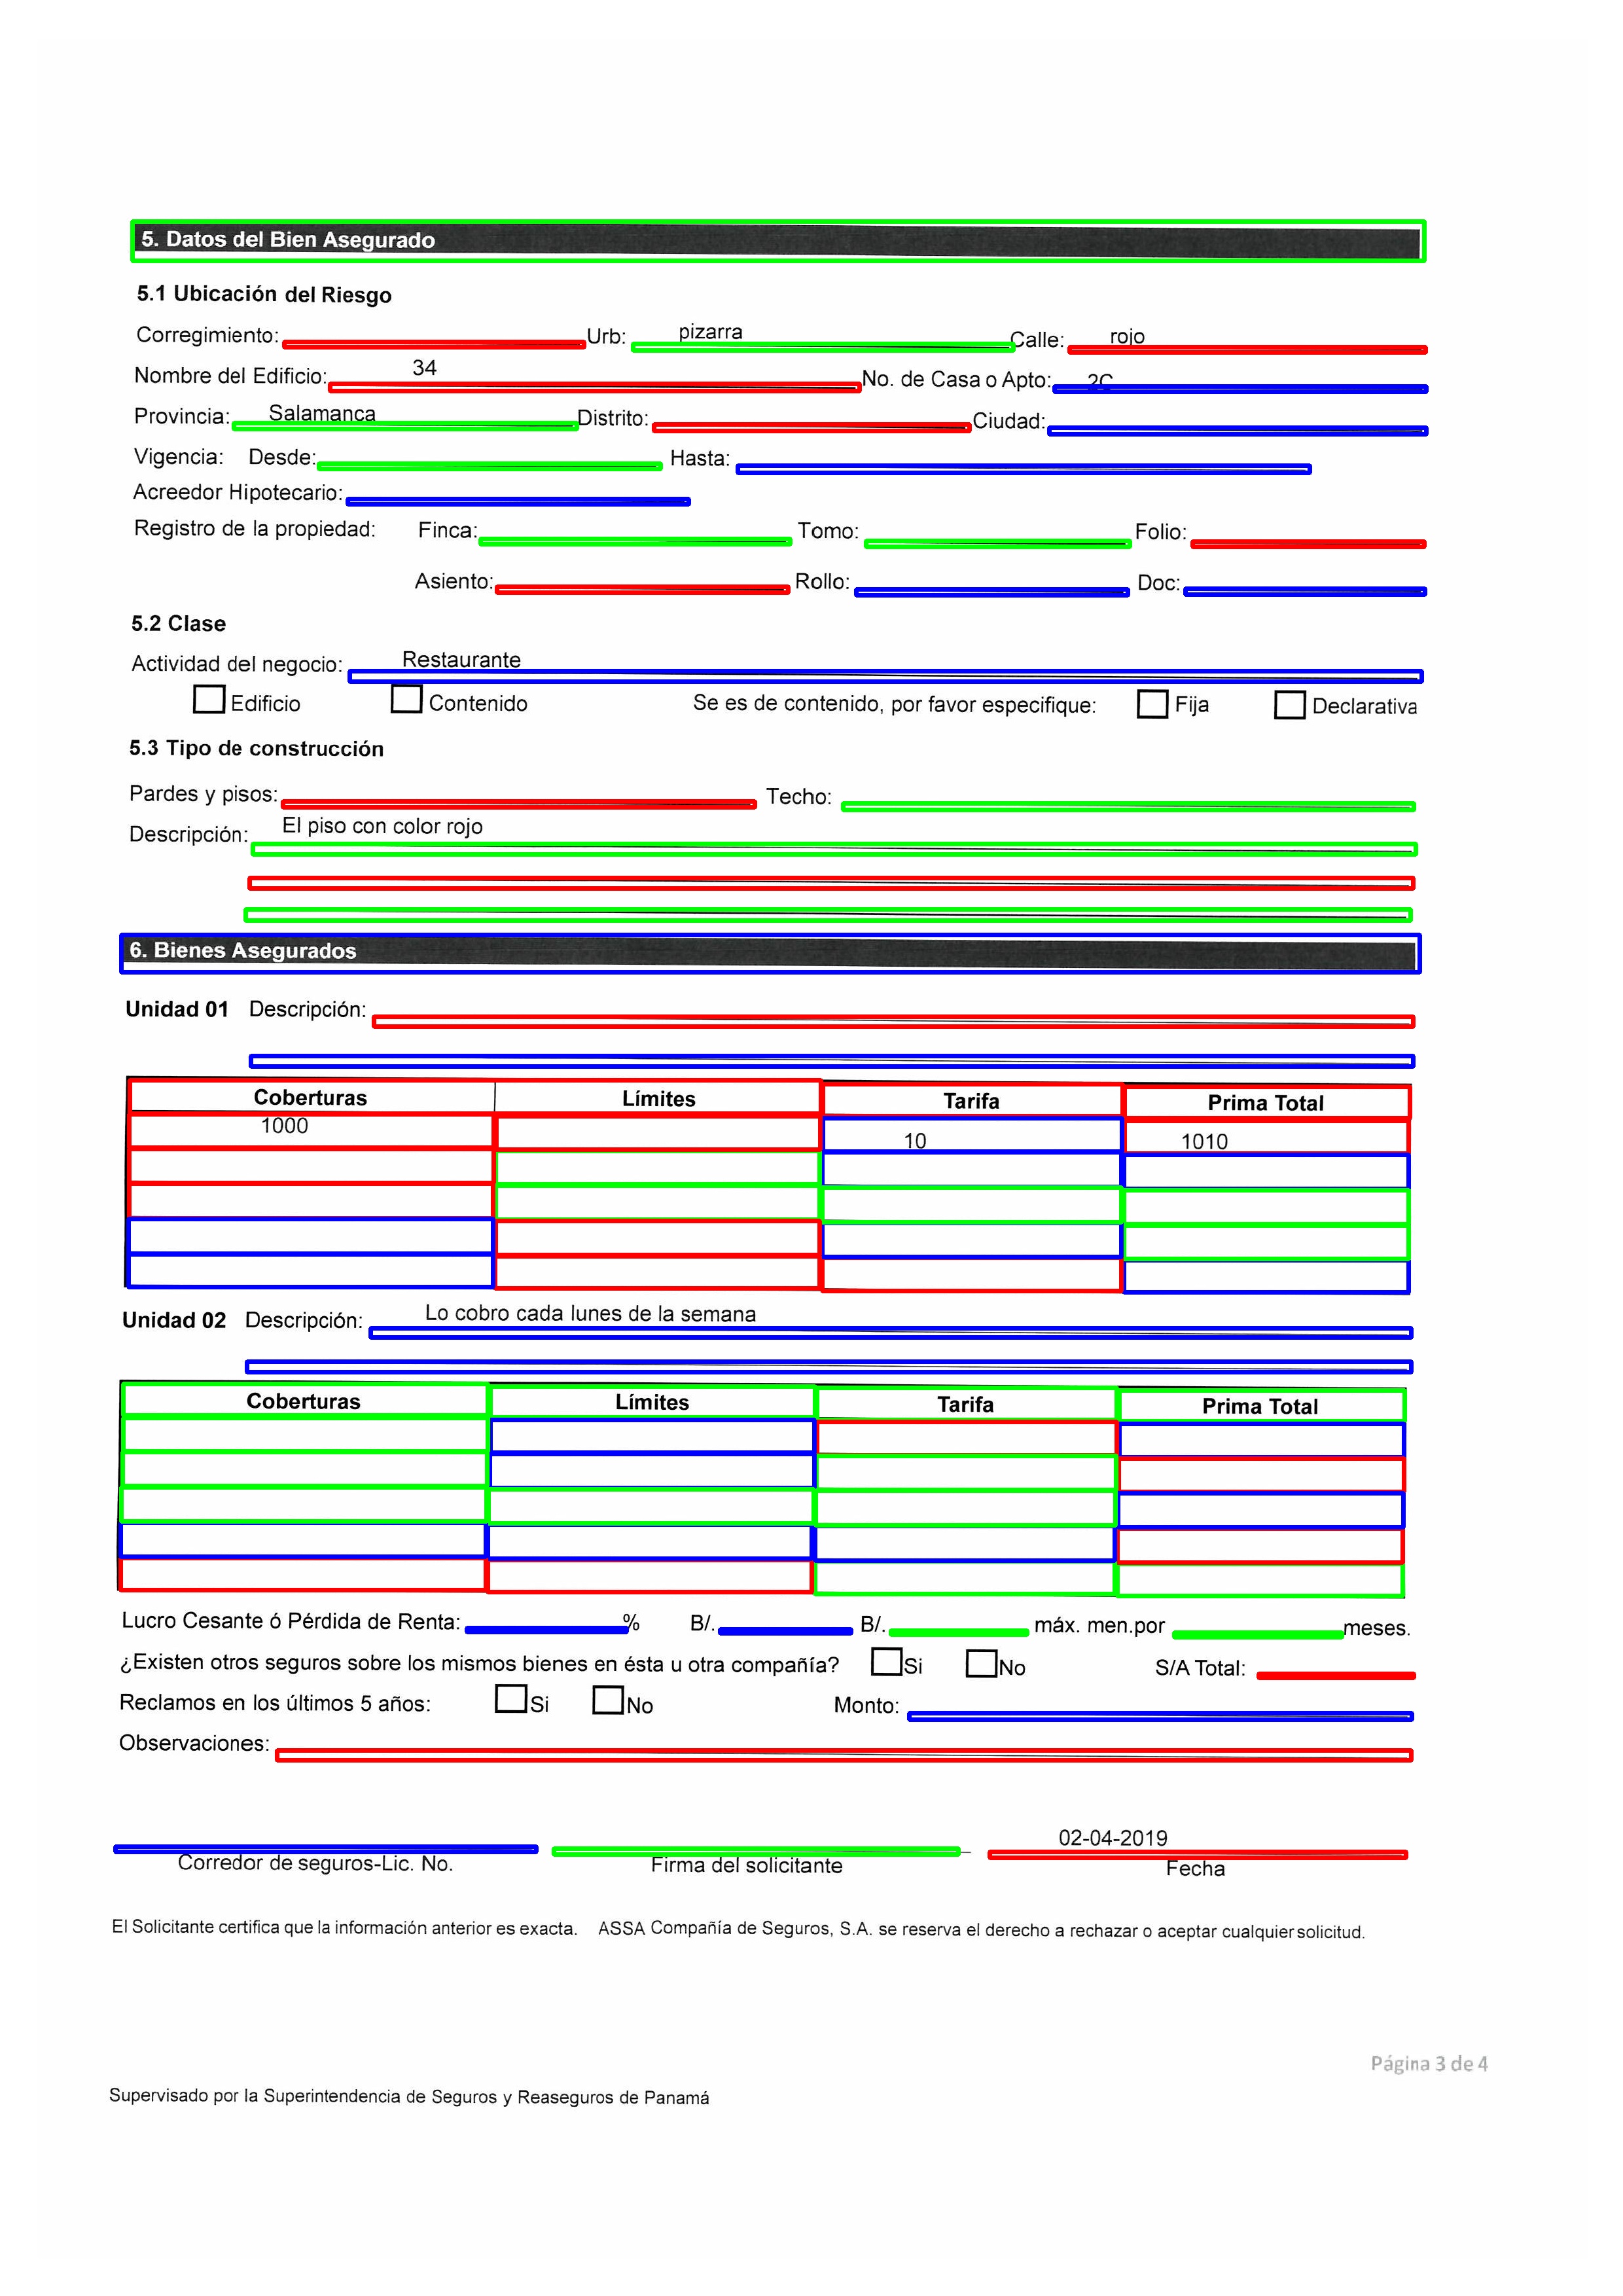 5. Datos del Bien Asegurado
5.1 Ubicación del Riesgo
Corregimiento: Urb: pizarra Calle: rojo
Nombre del Edificio: 34 No. de Casa o Apto: 2C
Provincia: Salamanca Distrito: Ciudad:
Vigencia: Desde: Hasta:
Acreedor Hipotecario:
Registro de la propiedad: Finca: Tomo: Folio:
Asiento: Rollo: Doc:
5.2 Clase
Actividad del negocio: Restaurante
Edificio Contenido Se es de contenido, por favor especifique: Fija Declarativa
5.3 Tipo de construcción
Pardes y pisos: Techo:
Descripción: El piso con color rojo
6. Bienes Asegurados
Unidad 01 Descripción:
Coberturas Límites Tarifa Prima Total
1000 10 1010
Unidad 02 Descripción: Lo cobro cada lunes de la semana
Coberturas Límites Tarifa Prima Total
Lucro Cesante ó Pérdida de Renta: % B/. B/. máx. men.por meses.
¿Existen otros seguros sobre los mismos bienes en ésta u otra compañía? Si No S/A Total:
Reclamos en los últimos 5 años: Si No Monto:
Observaciones:
02-04-2019
Corredor de seguros-Lic. No. Firma del solicitante Fecha
El Solicitante certifica que la información anterior es exacta. ASSA Compañía de Seguros, S.A. se reserva el derecho a rechazar o aceptar cualquier solicitud.
Página 3 de 4
Supervisado por la Superintendencia de Seguros y Reaseguros de Panamá